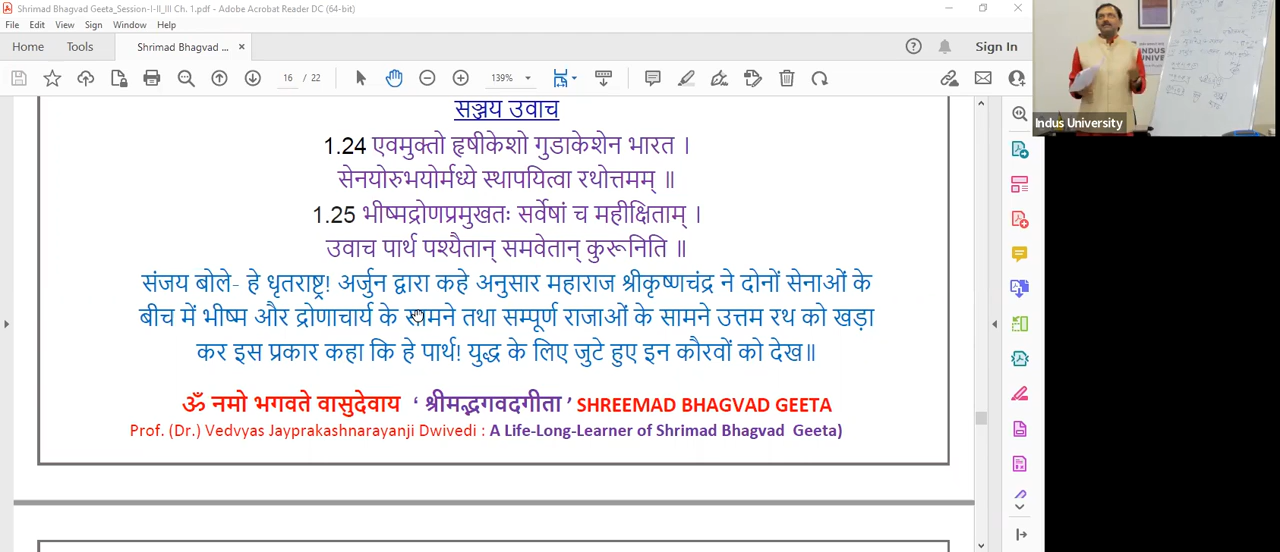 Shrimad Bhagvad Geeta_Session-I-II_III Ch. 1.pdf - Adobe Acrobat Reader DC (64-bit)
File Edit View Sign Window Help
Home Tools Shrimad Bhagvad ... × Sign In
16 / 22 139%
सञ्जय उवाच
1.24 एवमुक्तो हृषीकेशो गुडाकेशेन भारत ।
सेनयोरुभयोर्मध्ये स्थापयित्वा रथोत्तमम् ॥
1.25 भीष्मद्रोणप्रमुखतः सर्वेषां च महीक्षिताम् ।
उवाच पार्थ पश्यैतान् समवेतान् कुरूनिति ॥
संजय बोले- हे धृतराष्ट्र! अर्जुन द्वारा कहे अनुसार महाराज श्रीकृष्णचंद्र ने दोनों सेनाओं के
बीच में भीष्म और द्रोणाचार्य के सामने तथा सम्पूर्ण राजाओं के सामने उत्तम रथ को खड़ा
कर इस प्रकार कहा कि हे पार्थ! युद्ध के लिए जुटे हुए इन कौरवों को देख॥
ॐ नमो भगवते वासुदेवाय ‘ श्रीमद्भगवदगीता ’ SHREEMAD BHAGVAD GEETA
Prof. (Dr.) Vedvyas Jayprakashnarayanji Dwivedi : A Life-Long-Learner of Shrimad Bhagvad Geeta)
INDUS
Indus University